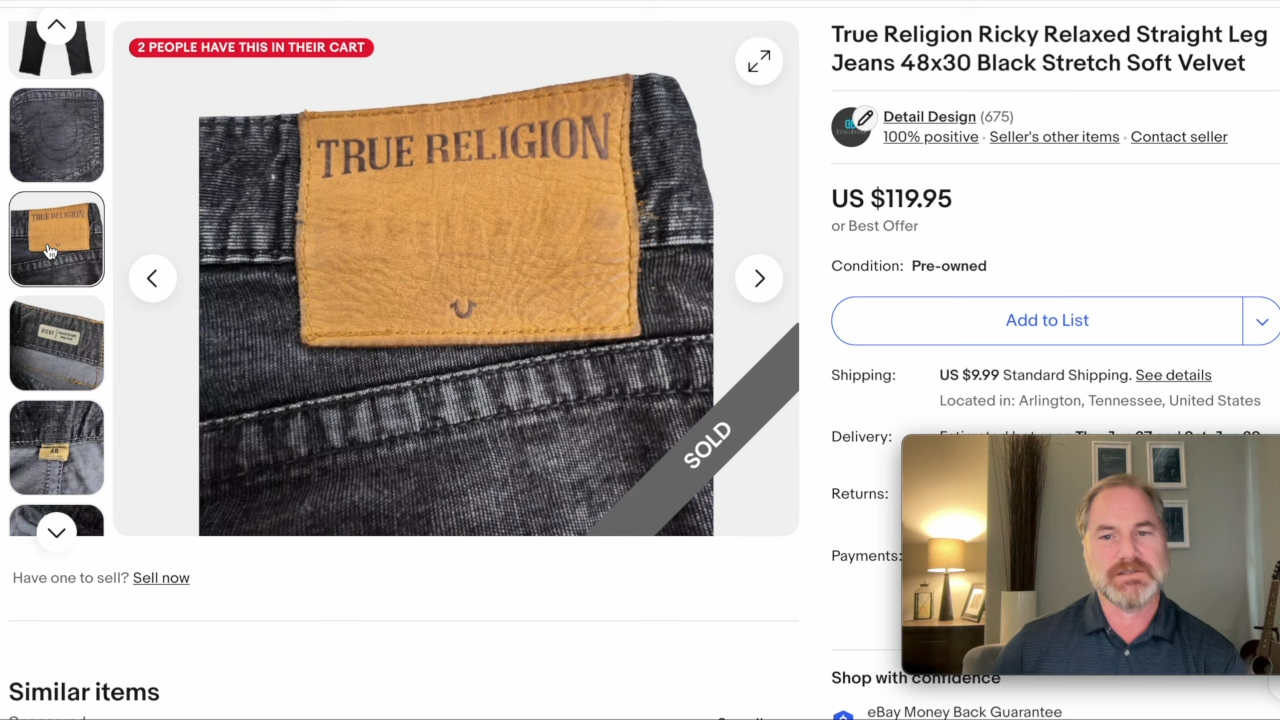 2 PEOPLE HAVE THIS IN THEIR CART
TRUE RELIGION
SOLD
Have one to sell? Sell now
Similar items
True Religion Ricky Relaxed Straight Leg
Jeans 48x30 Black Stretch Soft Velvet
Detail Design (675)
100% positive · Seller's other items · Contact seller
US $119.95
or Best Offer
Condition: Pre-owned
Add to List
Shipping: US $9.99 Standard Shipping. See details
Located in: Arlington, Tennessee, United States
Delivery:
Returns:
Payments:
Shop with confidence
eBay Money Back Guarantee